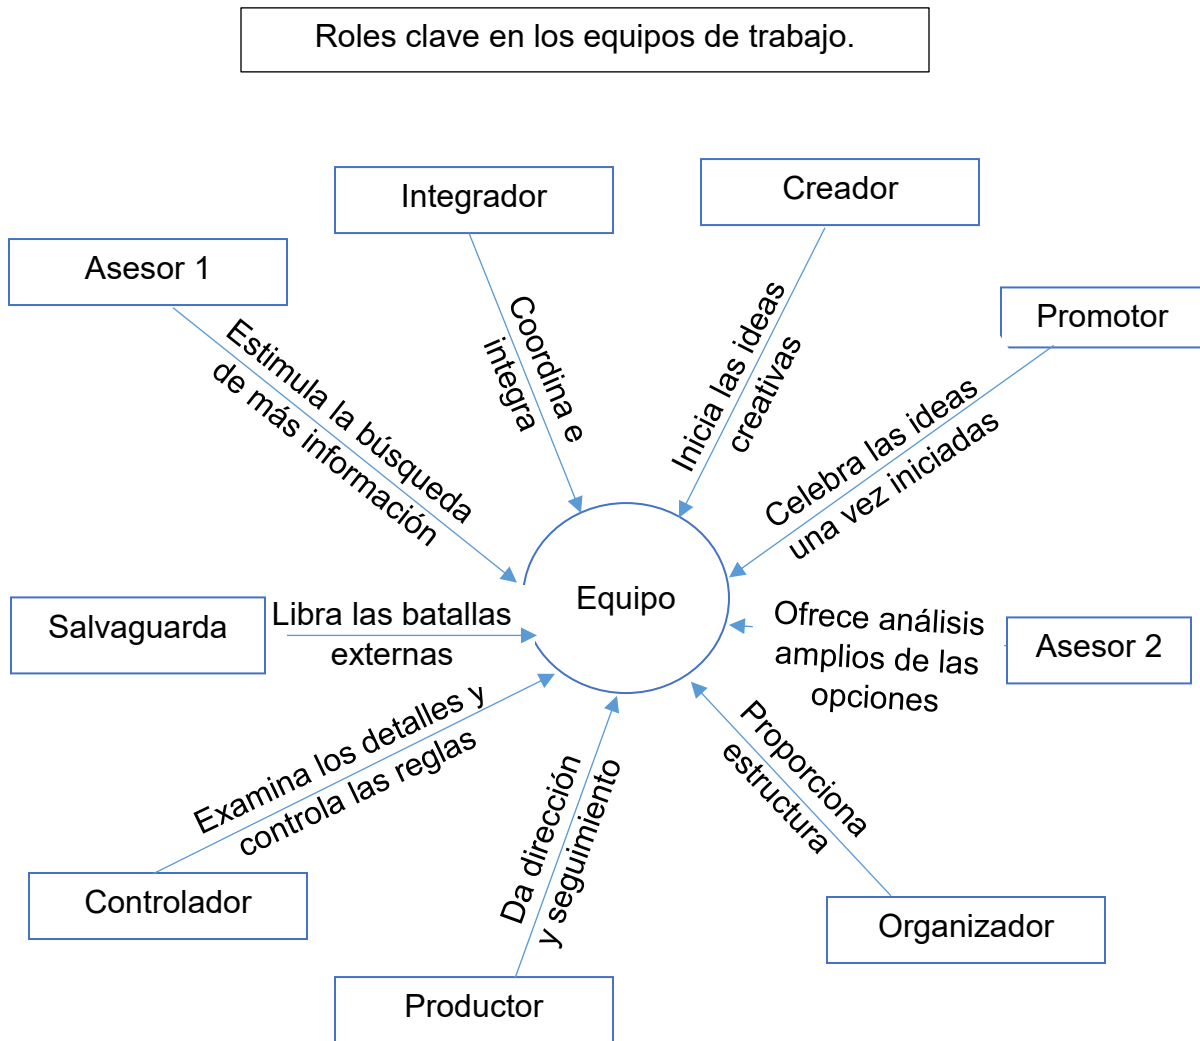 Roles clave en los equipos de trabajo.
Integrador
Creador
Asesor 1
Promotor
Estimula la búsqueda
de más información
Coordina e
integra
Inicia las ideas
creativas
Celebra las ideas
una vez iniciadas
Equipo
Salvaguarda
Libra las batallas
externas
Ofrece análisis
amplios de las
opciones
Asesor 2
Examina los detalles y
controla las reglas
Da dirección
y seguimiento
Proporciona
estructura
Controlador
Organizador
Productor